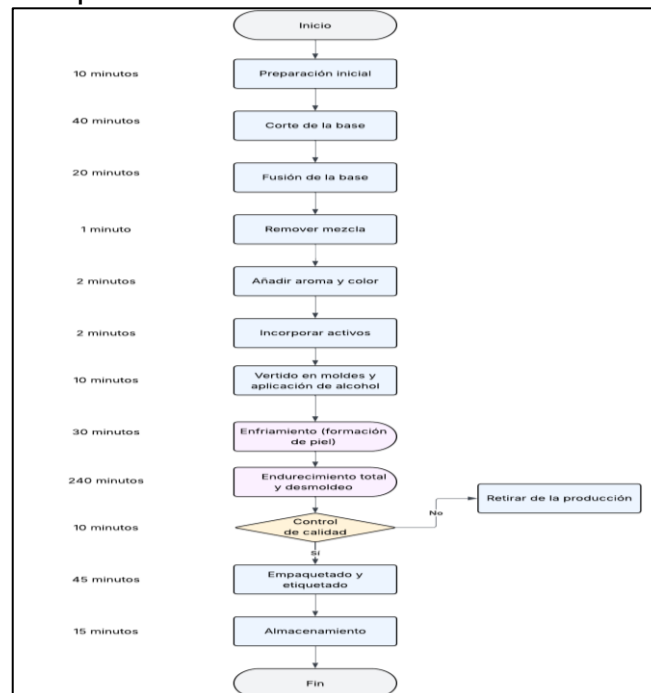 Inicio
10 minutos
Preparación inicial
40 minutos
Corte de la base
20 minutos
Fusión de la base
1 minuto
Remover mezcla
2 minutos
Añadir aroma y color
2 minutos
Incorporar activos
10 minutos
Vertido en moldes y
aplicación de alcohol
30 minutos
Enfriamiento (formación
de piel)
240 minutos
Endurecimiento total
y desmoldeo
Retirar de la producción
No
10 minutos
Control
de calidad
Sí
45 minutos
Empaquetado y
etiquetado
15 minutos
Almacenamiento
Fin